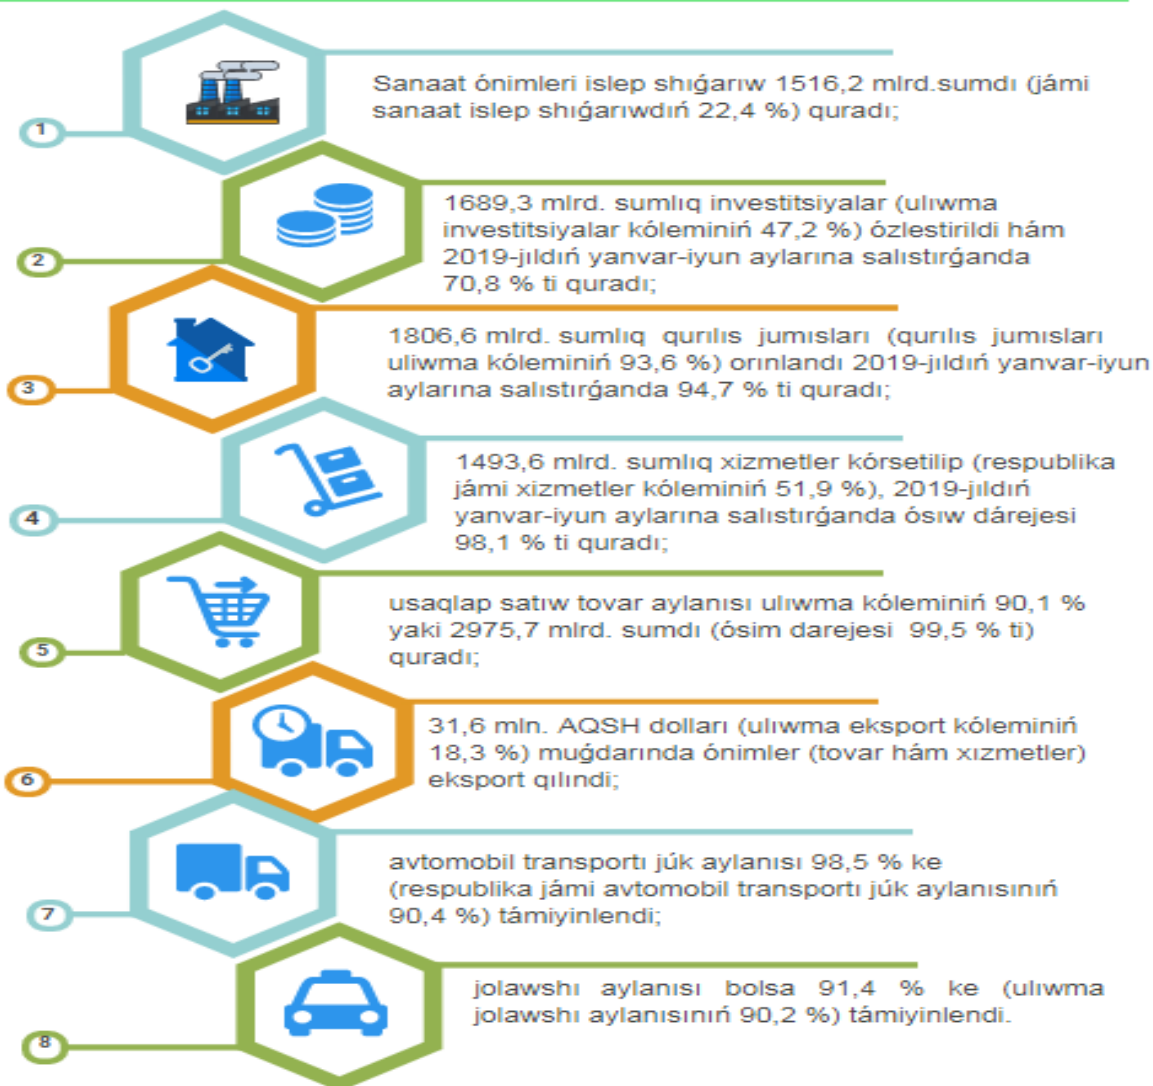 1
Sanaat ónimleri islep shıǵarıw 1516,2 mlrd.sumdı (jámi
sanaat islep shıǵarıwdıń 22,4 %) quradı;
2
1689,3 mlrd. sumlıq investitsiyalar (ulıwma
investitsiyalar kóleminiń 47,2 %) ózlestirildi hám
2019-jıldıń yanvar-iyun aylarına salıstırǵanda
70,8 % ti quradı;
3
1806,6 mlrd. sumlıq qurılıs jumısları (qurılıs jumısları
uliwma kóleminiń 93,6 %) orınlandı 2019-jıldıń yanvar-iyun
aylarına salıstırǵanda 94,7 % ti quradı;
4
1493,6 mlrd. sumlıq xizmetler kórsetilip (respublika
jámi xizmetler kóleminiń 51,9 %), 2019-jıldıń
yanvar-iyun aylarına salıstırǵanda ósıw dárejesi
98,1 % ti quradı;
5
usaqlap satıw tovar aylanısı ulıwma kóleminiń 90,1 %
yaki 2975,7 mlrd. sumdı (ósim darejesi 99,5 % ti)
quradı;
6
31,6 mln. AQSH dolları (ulıwma eksport kóleminiń
18,3 %) muǵdarında ónimler (tovar hám xızmetler)
eksport qılındi;
7
avtomobil transportı júk aylanısı 98,5 % ke
(respublika jámi avtomobil transportı júk aylanısınıń
90,4 %) támiyinlendi;
8
jolawshı aylanısı bolsa 91,4 % ke (ulıwma
jolawshı aylanısınıń 90,2 %) támiyinlendi.